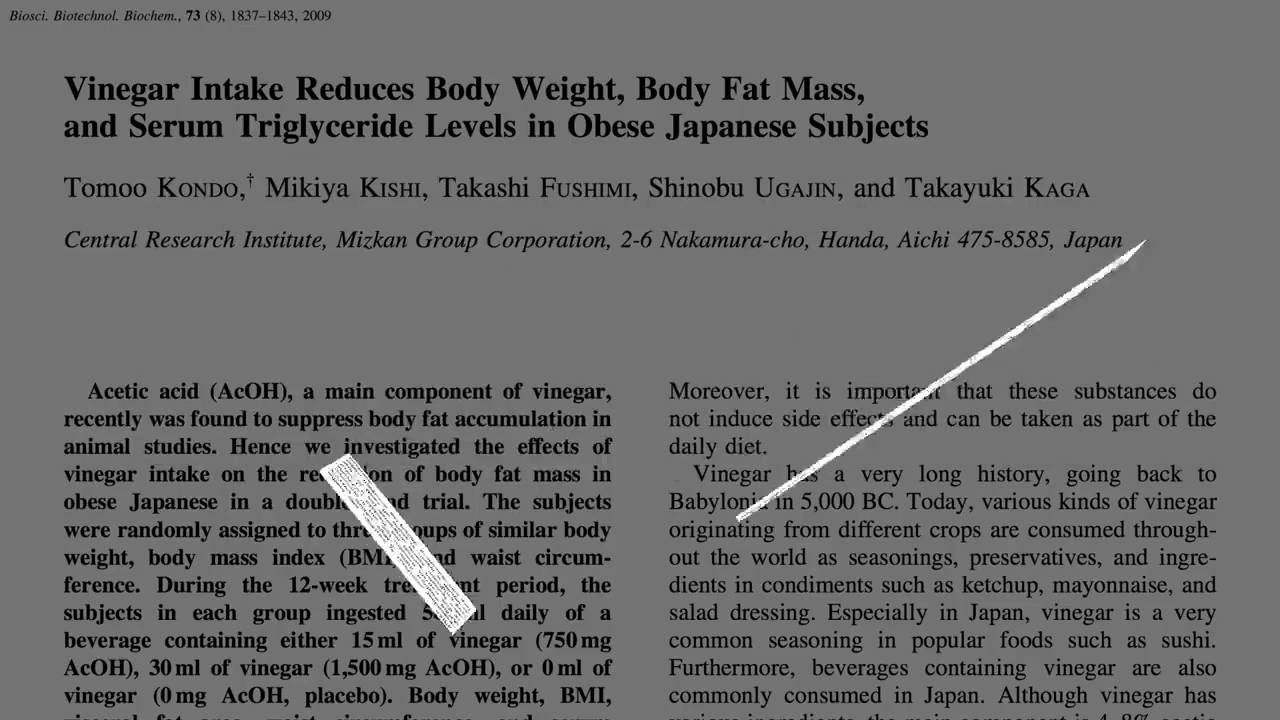 Biosci. Biotechnol. Biochem., 73 (8), 1837–1843, 2009
Vinegar Intake Reduces Body Weight, Body Fat Mass,
and Serum Triglyceride Levels in Obese Japanese Subjects
Tomoo KONDO,† Mikiya KISHI, Takashi FUSHIMI, Shinobu UGAJIN, and Takayuki KAGA
Central Research Institute, Mizkan Group Corporation, 2-6 Nakamura-cho, Handa, Aichi 475-8585, Japan
Acetic acid (AcOH), a main component of vinegar,
recently was found to suppress body fat accumulation in
animal studies. Hence we investigated the effects of
vinegar intake on the of body fat mass in
obese Japanese in a trial. The subjects
were randomly assigned to of similar body
weight, body mass index (BMI and waist circum-
ference. During the 12-week period, the
subjects in each group ingested daily of a
beverage containing either 15 ml of vinegar (750 mg
AcOH), 30 ml of vinegar (1,500 mg AcOH), or 0 ml of
vinegar (0 mg AcOH, placebo). Body weight, BMI,
Moreover, it is important that these substances do
not induce side effects and can be taken as part of the
daily diet.
Vinegar has a very long history, going back to
Babylonia in 5,000 BC. Today, various kinds of vinegar
originating from different crops are consumed through-
out the world as seasonings, preservatives, and ingre-
dients in condiments such as ketchup, mayonnaise, and
salad dressing. Especially in Japan, vinegar is a very
common seasoning in popular foods such as sushi.
Furthermore, beverages containing vinegar are also
commonly consumed in Japan. Although vinegar has